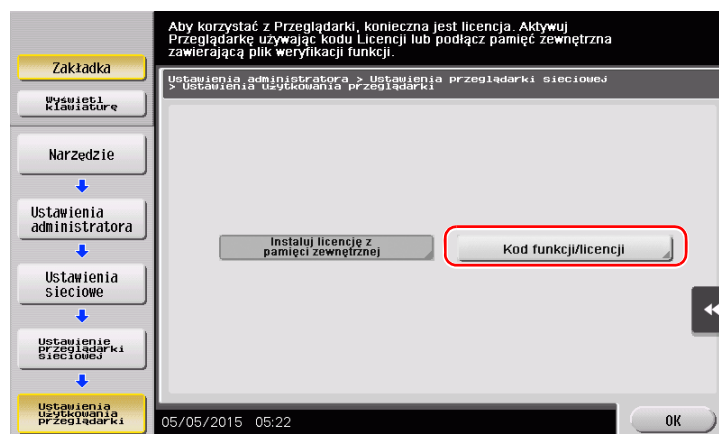 Aby korzystać z Przeglądarki, konieczna jest licencja. Aktywuj
Przeglądarkę używając kodu Licencji lub podłącz pamięć zewnętrzna
zawierającą plik weryfikacji funkcji.
Zakładka
Wyświetl
klawiaturę
Narzędzie
Ustawienia
administratora
Ustawienia
sieciowe
Ustawienie
przeglądarki
sieciowej
Ustawienia
użytkowania
przeglądarki
Ustawienia administratora > Ustawienia przeglądarki sieciowej
> Ustawienia użytkowania przeglądarki
Instaluj licencję z
pamięci zewnętrznej
Kod funkcji/licencji
05/05/2015 05:22
OK